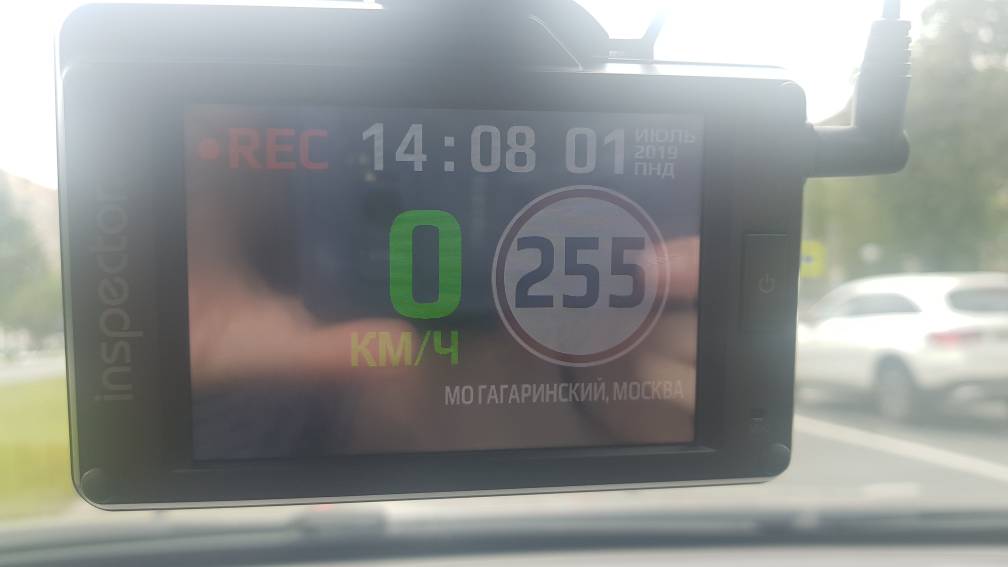 inspector
REC 14:08 01 ИЮЛЬ
2019
ПНД
0
255
КМ/Ч
МО ГАГАРИНСКИЙ, МОСКВА